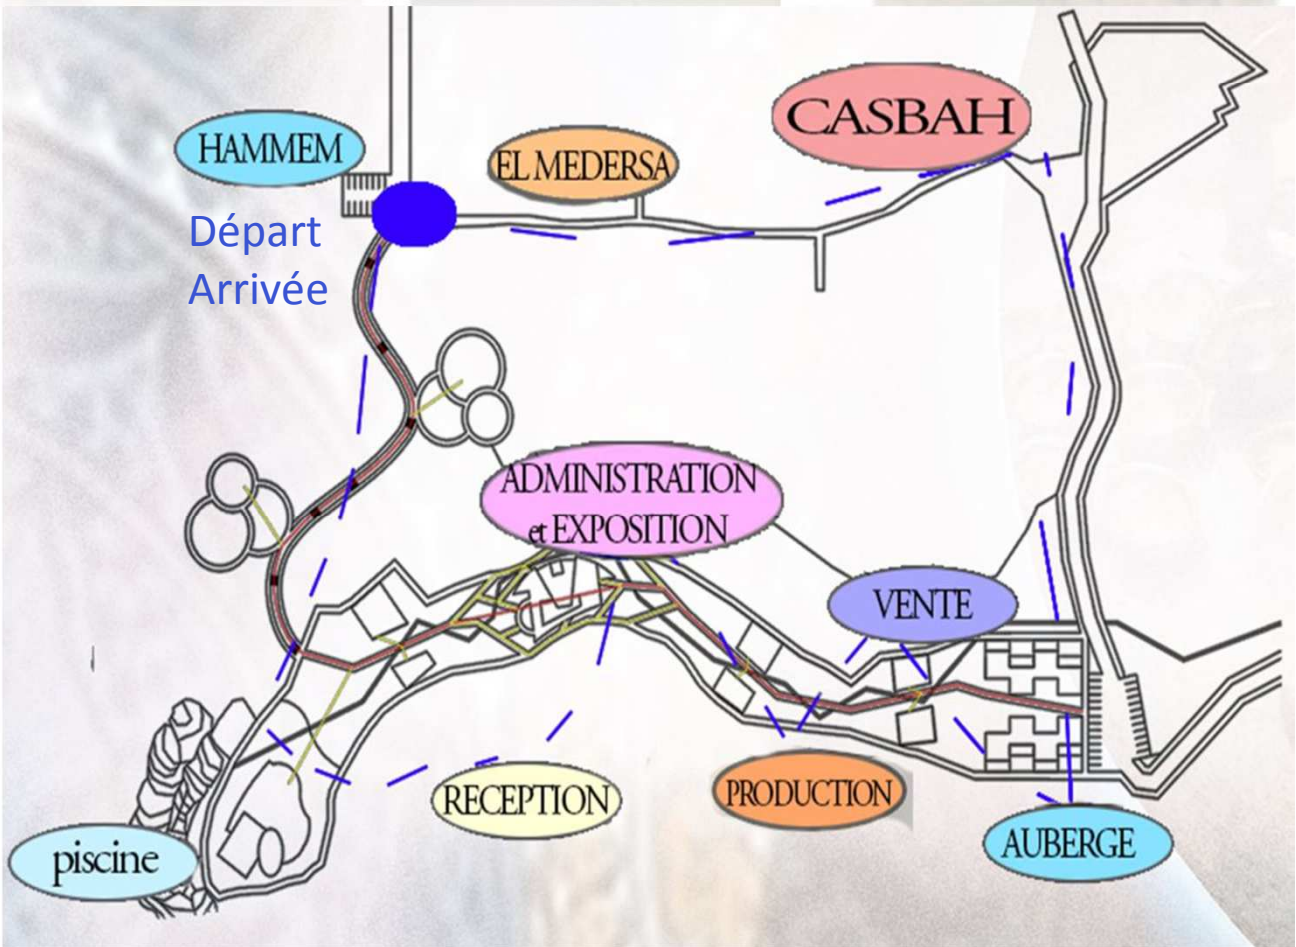 CASBAH
HAMMEM
EL MEDERSA
Départ
Arrivée
ADMINISTRATION
et EXPOSITION
VENTE
RECEPTION
PRODUCTION
AUBERGE
piscine